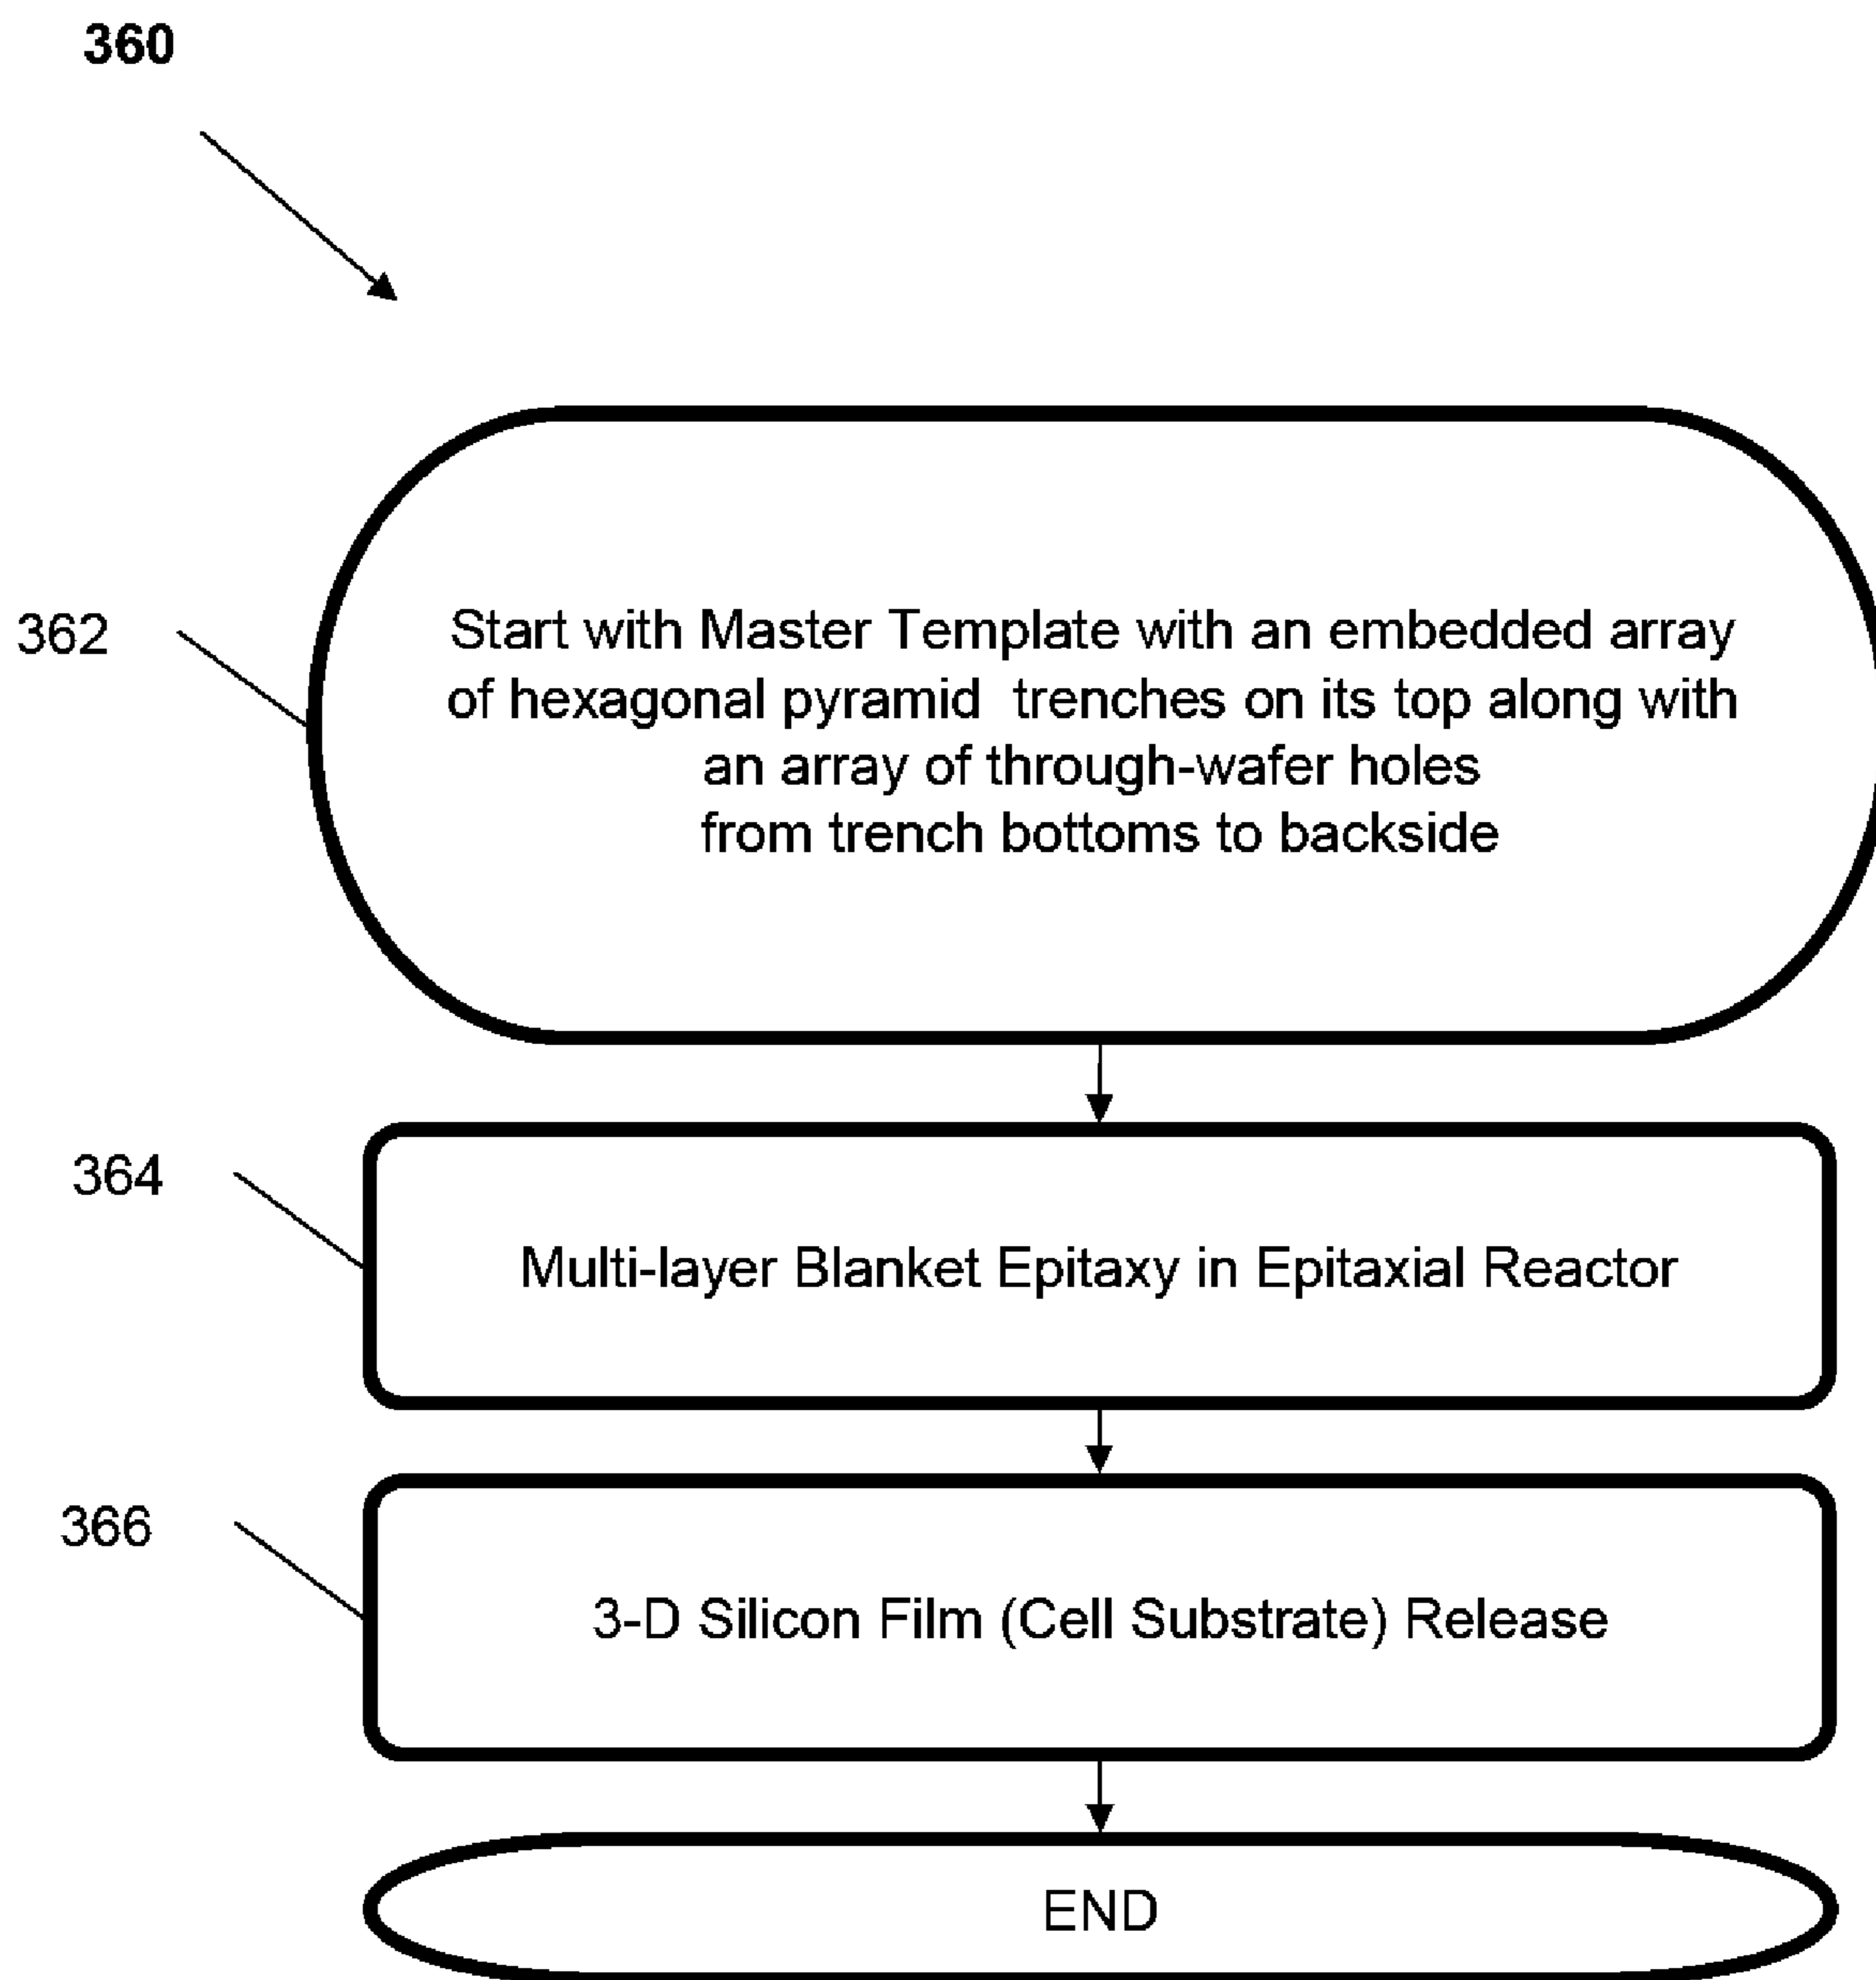 360
362
Start with Master Template with an embedded array
of hexagonal pyramid trenches on its top along with
an array of through-wafer holes
from trench bottoms to backside
364
Multi-layer Blanket Epitaxy in Epitaxial Reactor
366
3-D Silicon Film (Cell Substrate) Release
END